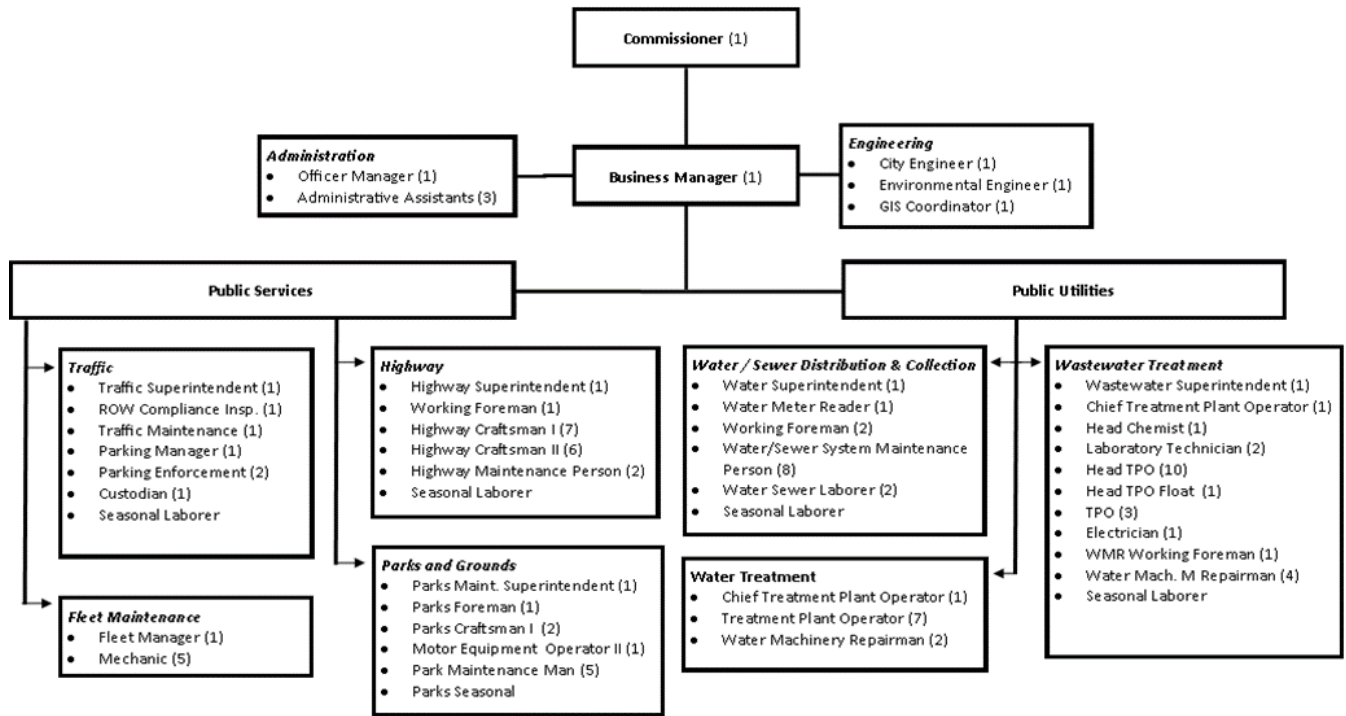 Commissioner (1)
Administration
• Officer Manager (1)
• Administrative Assistants (3)
Business Manager (1)
Engineering
• City Engineer (1)
• Environmental Engineer (1)
• GIS Coordinator (1)
Public Services
Public Utilities
Traffic
• Traffic Superintendent (1)
• ROW Compliance Insp. (1)
• Traffic Maintenance (1)
• Parking Manager (1)
• Parking Enforcement (2)
• Custodian (1)
• Seasonal Laborer
Fleet Maintenance
• Fleet Manager (1)
• Mechanic (5)
Highway
• Highway Superintendent (1)
• Working Foreman (1)
• Highway Craftsman I (7)
• Highway Craftsman II (6)
• Highway Maintenance Person (2)
• Seasonal Laborer
Parks and Grounds
• Parks Maint. Superintendent (1)
• Parks Foreman (1)
• Parks Craftsman I (2)
• Motor Equipment Operator II (1)
• Park Maintenance Man (5)
• Parks Seasonal
Water / Sewer Distribution & Collection
• Water Superintendent (1)
• Water Meter Reader (1)
• Working Foreman (2)
• Water/Sewer System Maintenance
Person (8)
• Water Sewer Laborer (2)
• Seasonal Laborer
Water Treatment
• Chief Treatment Plant Operator (1)
• Treatment Plant Operator (7)
• Water Machinery Repairman (2)
Wastewater Treatment
• Wastewater Superintendent (1)
• Chief Treatment Plant Operator (1)
• Head Chemist (1)
• Laboratory Technician (2)
• Head TPO (10)
• Head TPO Float (1)
• TPO (3)
• Electrician (1)
• WMR Working Foreman (1)
• Water Mach. M Repairman (4)
• Seasonal Laborer